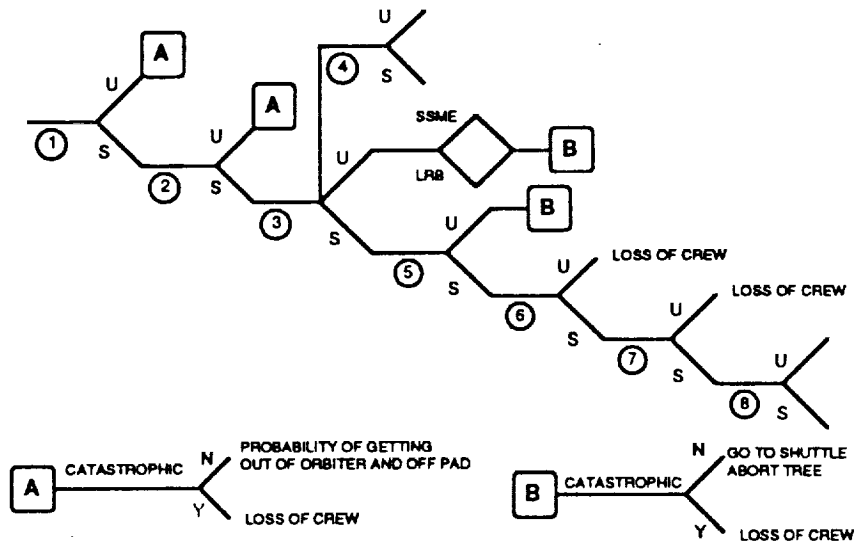 U
4
S
A
U
1
S
A
U
2
S
3
U
SSME
LRB
B
S
5
U
B
S
6
U
LOSS OF CREW
S
7
U
LOSS OF CREW
S
8
U
S
A
CATASTROPHIC
N
PROBABILITY OF GETTING
OUT OF ORBITER AND OFF PAD
Y
LOSS OF CREW
B
CATASTROPHIC
N
GO TO SHUTTLE
ABORT TREE
Y
LOSS OF CREW